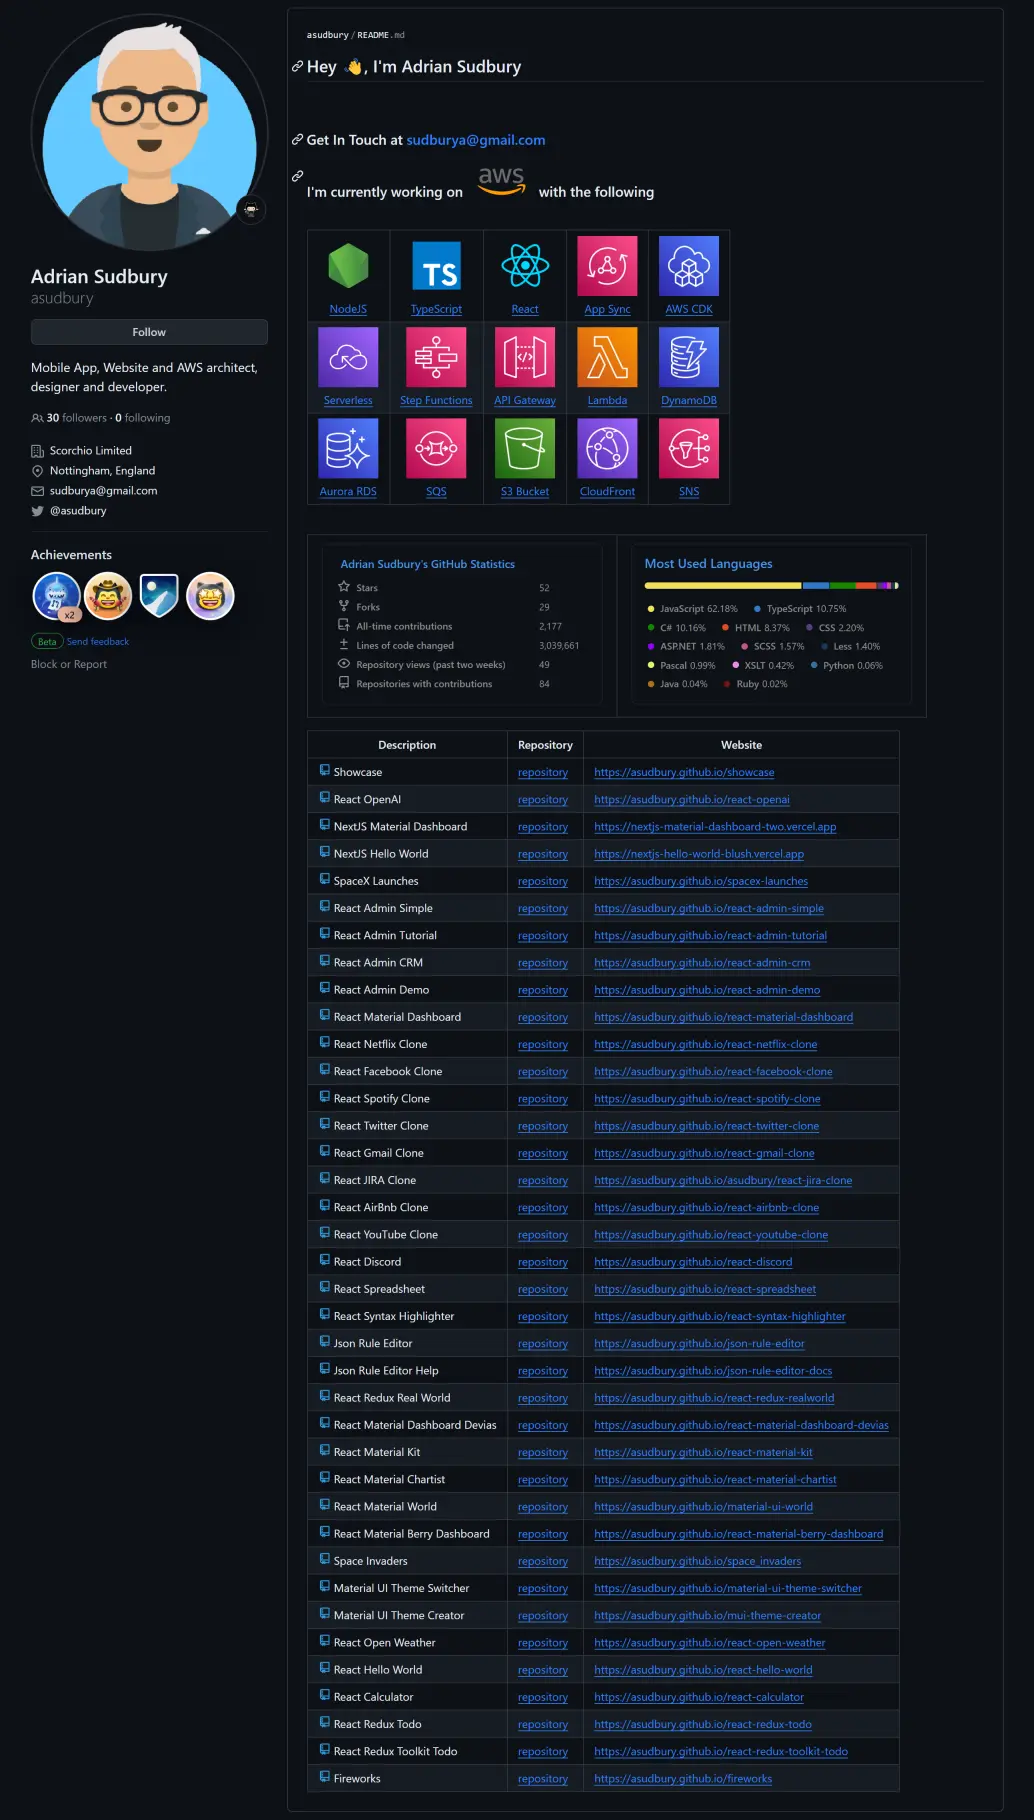 Adrian Sudbury
asudbury
Follow
Mobile App, Website and AWS architect,
designer and developer.
30 followers · 0 following
Scorchio Limited
Nottingham, England
sudburya@gmail.com
@asudbury
Achievements
x2
Beta Send feedback
Block or Report
asudbury/README.md
Hey 👋, I'm Adrian Sudbury
Get In Touch at sudburya@gmail.com
I'm currently working on aws with the following
TS
NodeJS TypeScript React App Sync AWS CDK
Serverless Step Functions API Gateway Lambda DynamoDB
Aurora RDS SQS S3 Bucket CloudFront SNS
Adrian Sudbury's GitHub Statistics
Stars 52
Forks 29
All-time contributions 2,177
Lines of code changed 3,039,661
Repository views (past two weeks) 49
Repositories with contributions 84
Most Used Languages
JavaScript 62.18% TypeScript 10.75%
C# 10.16% HTML 8.37% CSS 2.20%
ASP.NET 1.81% SCSS 1.57% Less 1.40%
Pascal 0.99% XSLT 0.42% Python 0.06%
Java 0.04% Ruby 0.02%
Description Repository Website
Showcase repository https://asudbury.github.io/showcase
React OpenAI repository https://asudbury.github.io/react-openai
NextJS Material Dashboard repository https://nextjs-material-dashboard-two.vercel.app
NextJS Hello World repository https://nextjs-hello-world-blush.vercel.app
SpaceX Launches repository https://asudbury.github.io/spacex-launches
React Admin Simple repository https://asudbury.github.io/react-admin-simple
React Admin Tutorial repository https://asudbury.github.io/react-admin-tutorial
React Admin CRM repository https://asudbury.github.io/react-admin-crm
React Admin Demo repository https://asudbury.github.io/react-admin-demo
React Material Dashboard repository https://asudbury.github.io/react-material-dashboard
React Netflix Clone repository https://asudbury.github.io/react-netflix-clone
React Facebook Clone repository https://asudbury.github.io/react-facebook-clone
React Spotify Clone repository https://asudbury.github.io/react-spotify-clone
React Twitter Clone repository https://asudbury.github.io/react-twitter-clone
React Gmail Clone repository https://asudbury.github.io/react-gmail-clone
React JIRA Clone repository https://asudbury.github.io/asudbury/react-jira-clone
React AirBnb Clone repository https://asudbury.github.io/react-airbnb-clone
React YouTube Clone repository https://asudbury.github.io/react-youtube-clone
React Discord repository https://asudbury.github.io/react-discord
React Spreadsheet repository https://asudbury.github.io/react-spreadsheet
React Syntax Highlighter repository https://asudbury.github.io/react-syntax-highlighter
Json Rule Editor repository https://asudbury.github.io/json-rule-editor
Json Rule Editor Help repository https://asudbury.github.io/json-rule-editor-docs
React Redux Real World repository https://asudbury.github.io/react-redux-realworld
React Material Dashboard Devias repository https://asudbury.github.io/react-material-dashboard-devias
React Material Kit repository https://asudbury.github.io/react-material-kit
React Material Chartist repository https://asudbury.github.io/react-material-chartist
React Material World repository https://asudbury.github.io/material-ui-world
React Material Berry Dashboard repository https://asudbury.github.io/react-material-berry-dashboard
Space Invaders repository https://asudbury.github.io/space_invaders
Material UI Theme Switcher repository https://asudbury.github.io/material-ui-theme-switcher
Material UI Theme Creator repository https://asudbury.github.io/mui-theme-creator
React Open Weather repository https://asudbury.github.io/react-open-weather
React Hello World repository https://asudbury.github.io/react-hello-world
React Calculator repository https://asudbury.github.io/react-calculator
React Redux Todo repository https://asudbury.github.io/react-redux-todo
React Redux Toolkit Todo repository https://asudbury.github.io/react-redux-toolkit-todo
Fireworks repository https://asudbury.github.io/fireworks